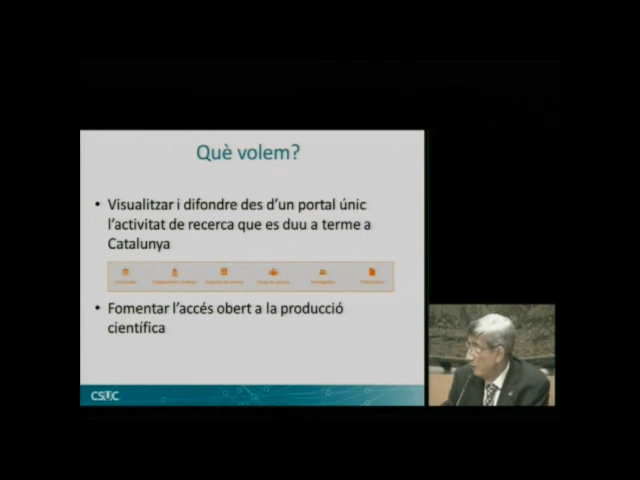 Què volem?
• Visualitzar i difondre des d'un portal únic
l'activitat de recerca que es duu a terme a
Catalunya
• Fomentar l'accés obert a la producció
científica
CSUC